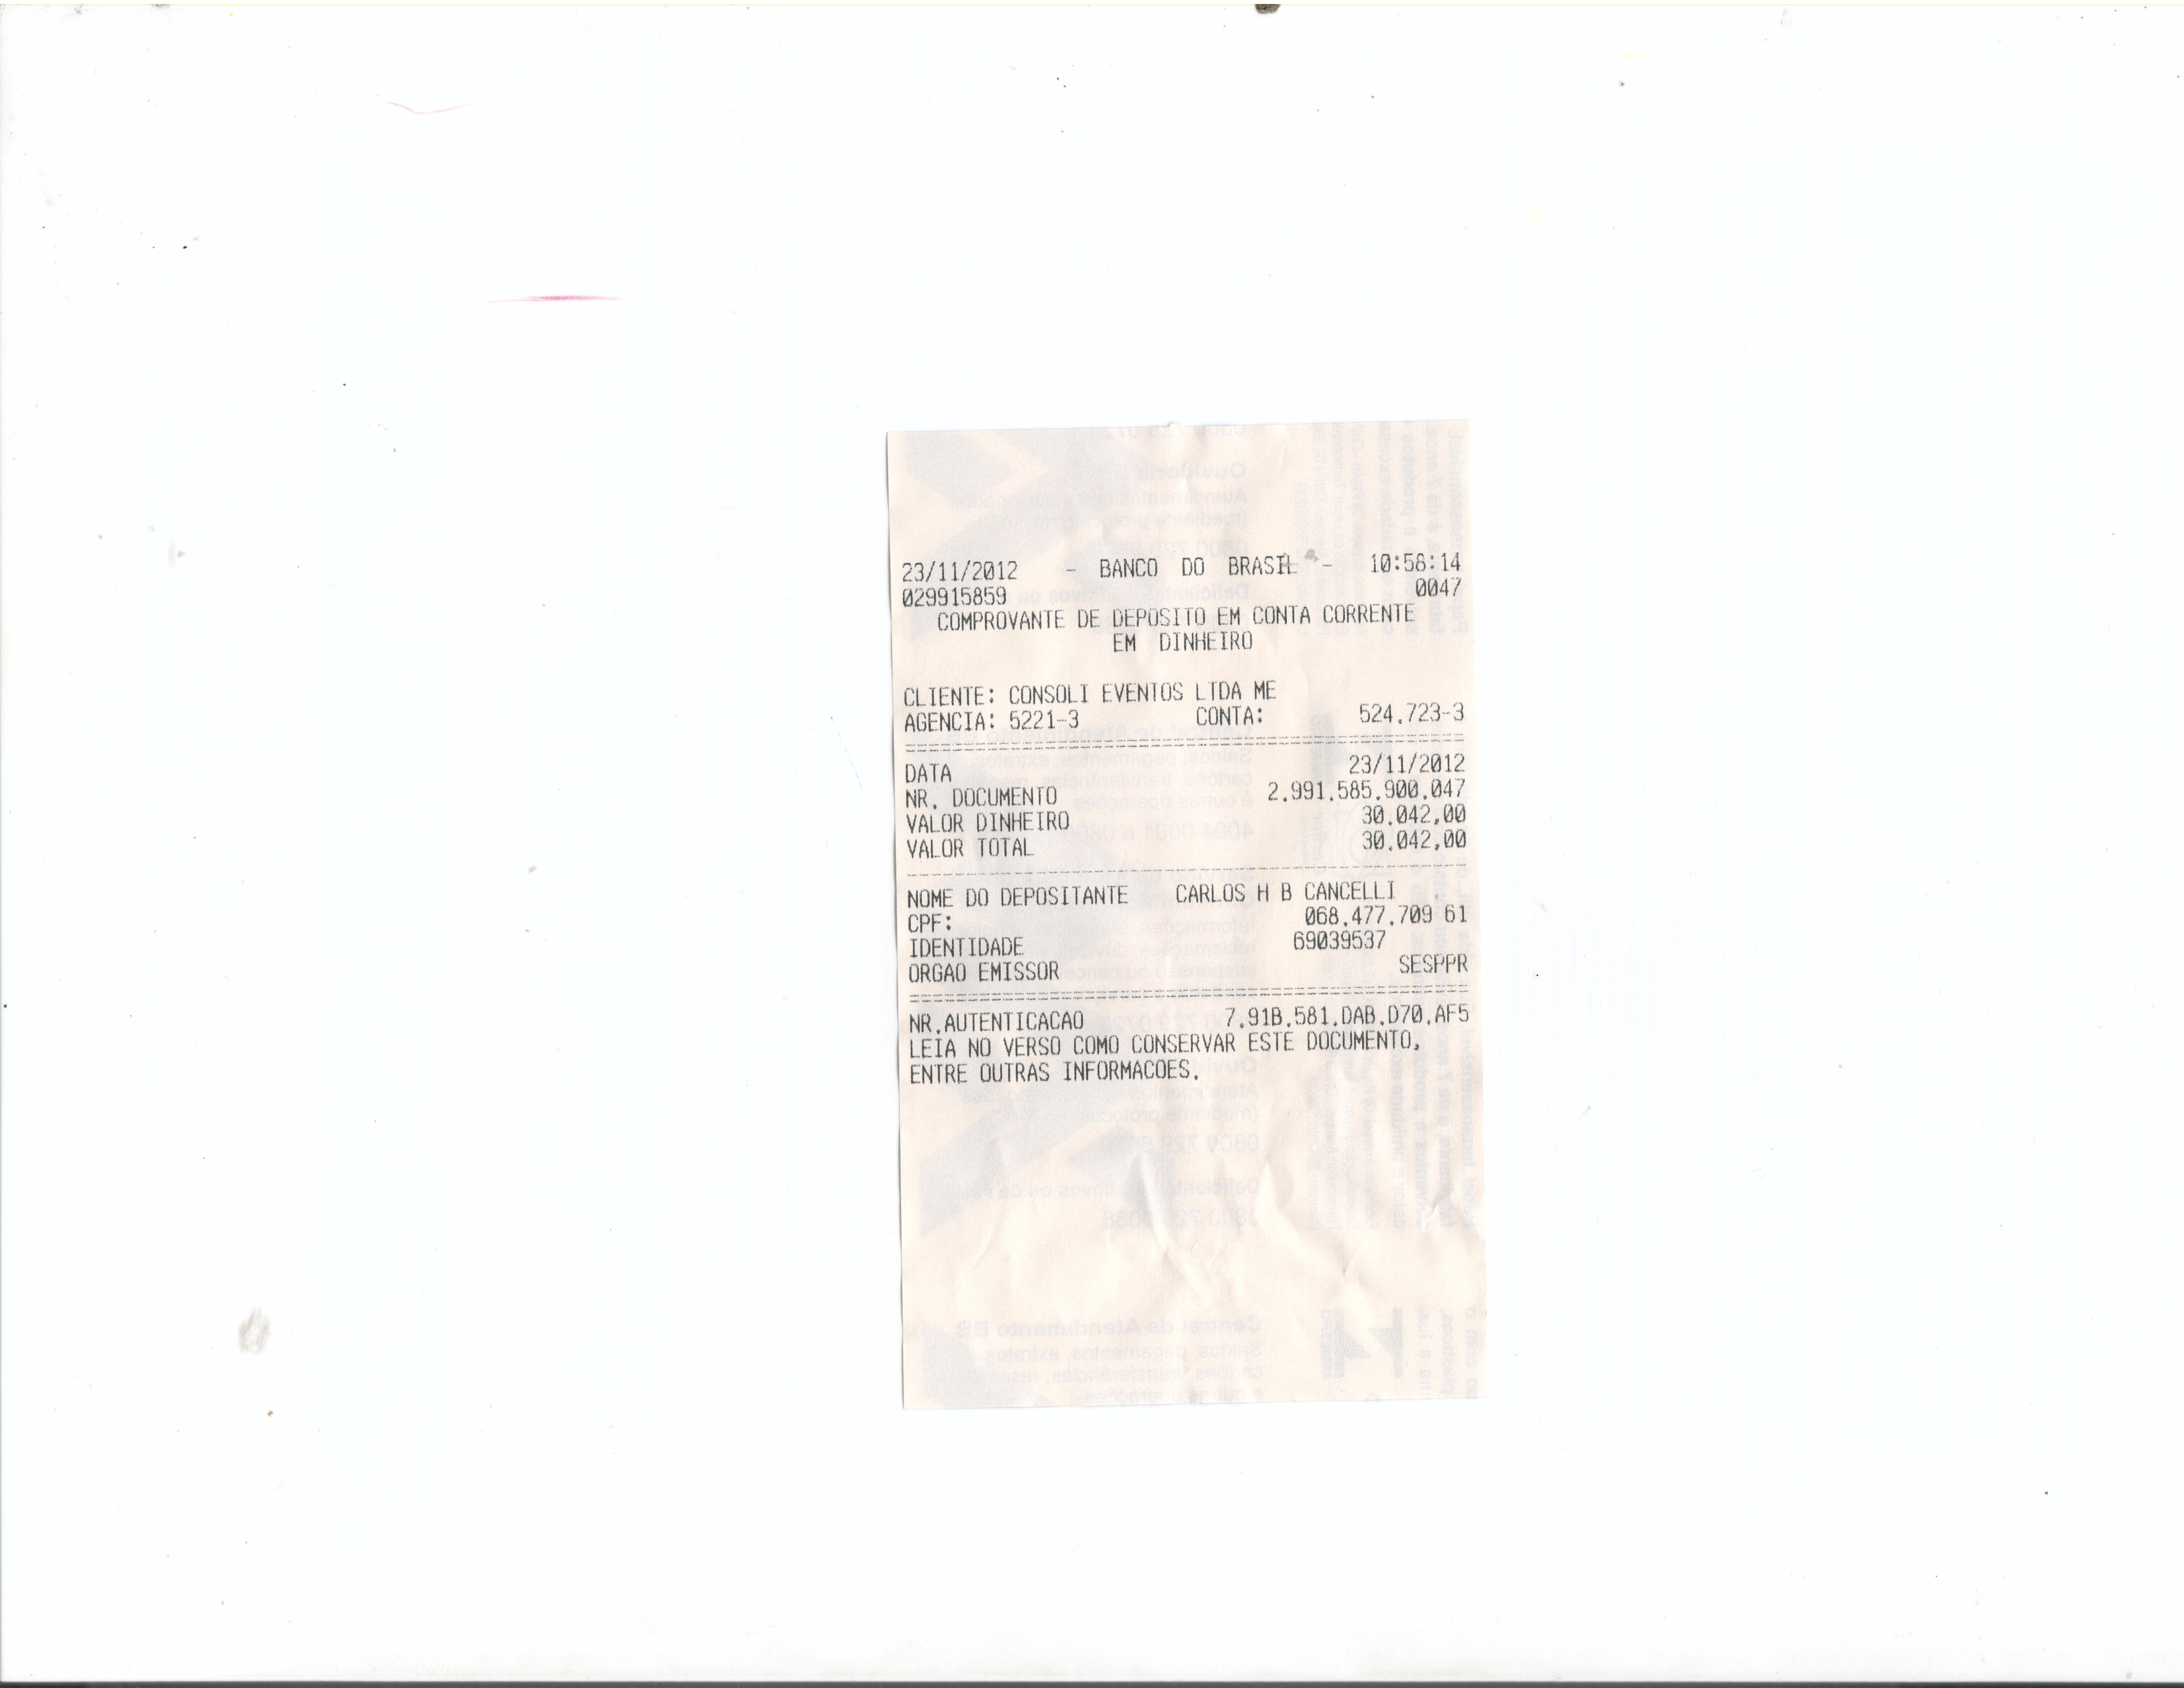 23/11/2012 - BANCO DO BRASIL - 10:58:14
029915859 0047
COMPROVANTE DE DEPOSITO EM CONTA CORRENTE
EM DINHEIRO
CLIENTE: CONSOLI EVENTOS LTDA ME
AGENCIA: 5221-3 CONTA: 524.723-3
DATA 23/11/2012
NR. DOCUMENTO 2.991.585.900.047
VALOR DINHEIRO 30.042,00
VALOR TOTAL 30.042,00
NOME DO DEPOSITANTE CARLOS H B CANCELLI
CPF: 068.477.709 61
IDENTIDADE 69039537
ORGAO EMISSOR SESPPR
NR.AUTENTICACAO 7.91B.581.DAB.D70.AF5
LEIA NO VERSO COMO CONSERVAR ESTE DOCUMENTO,
ENTRE OUTRAS INFORMACOES.